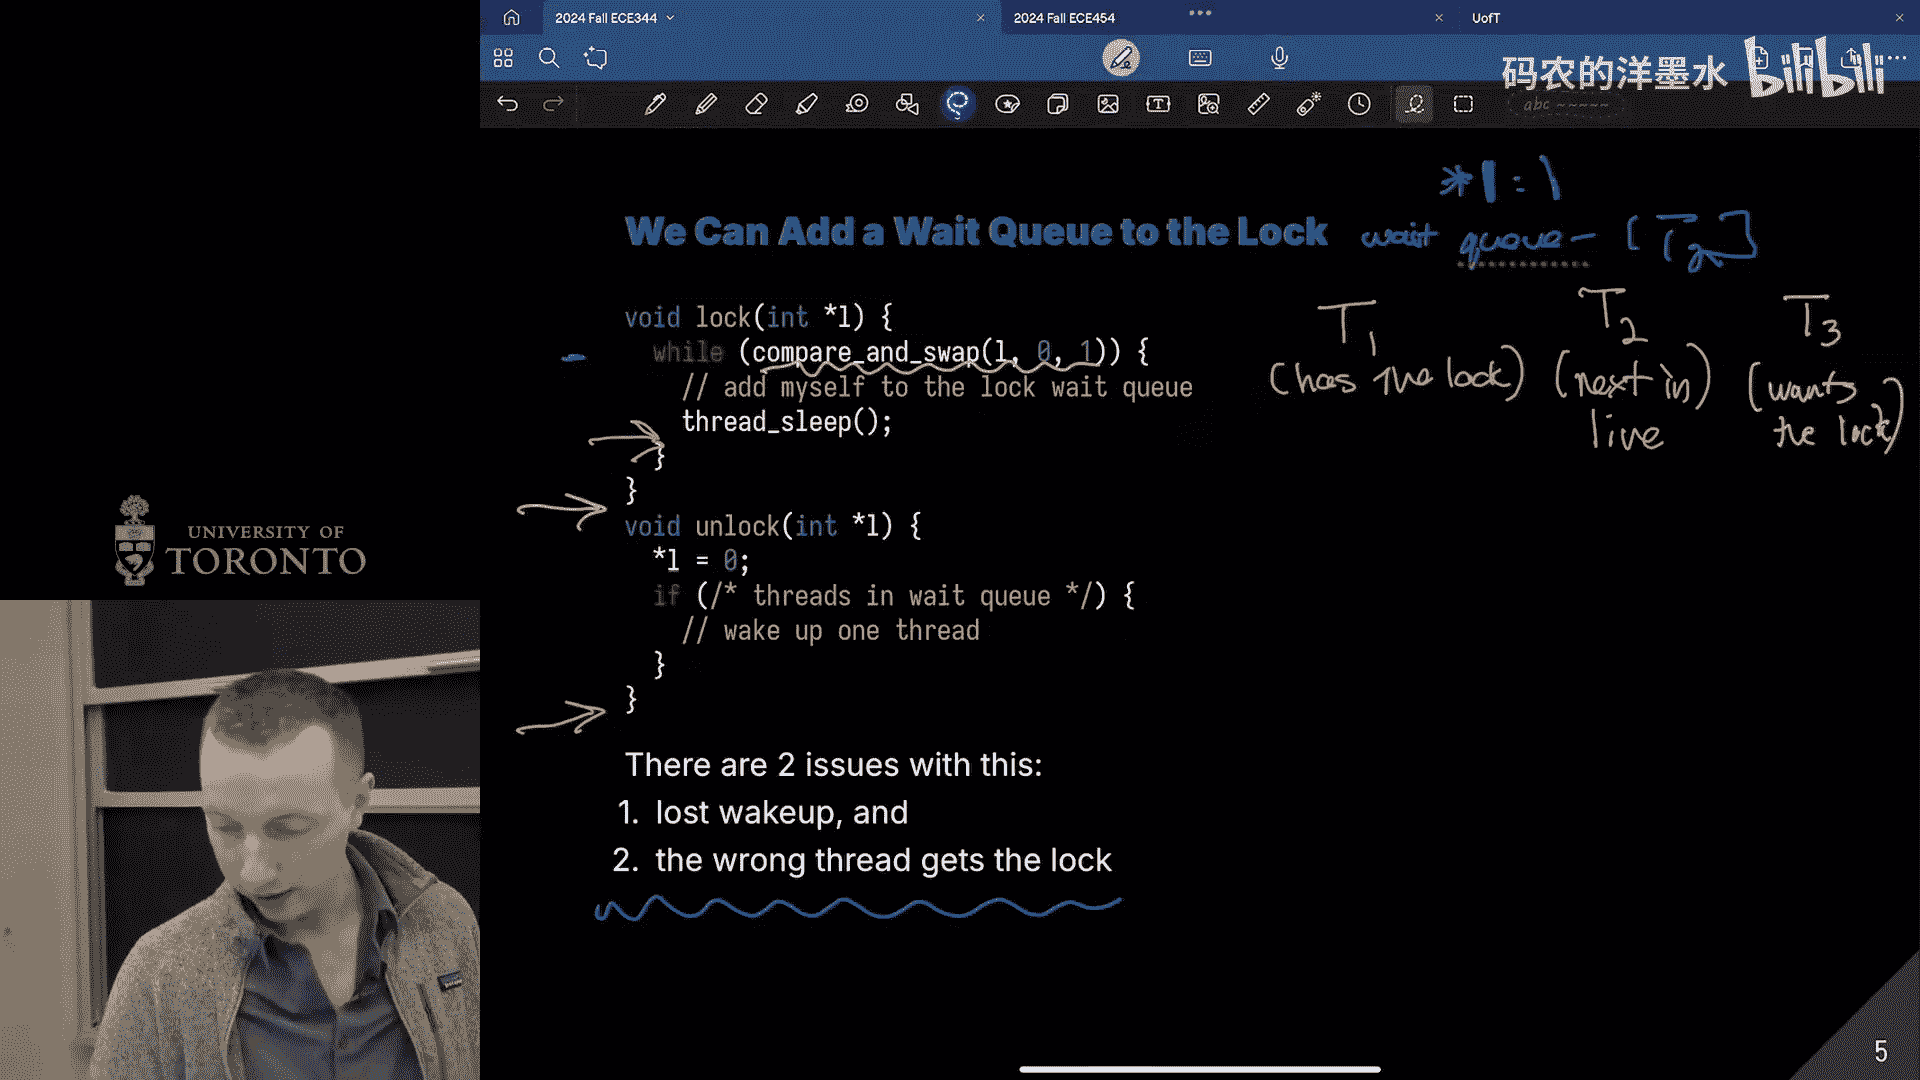 2024 Fall ECE344
2024 Fall ECE454
UofT
码农的洋墨水 bilibili
abc
*l : 1
We Can Add a Wait Queue to the Lock
wait queue - [T2]
void lock(int *l) {
while (compare_and_swap(l, 0, 1)) {
// add myself to the lock wait queue
thread_sleep();
}
}
void unlock(int *l) {
*l = 0;
if (/* threads in wait queue */) {
// wake up one thread
}
}
T1
(has the lock)
T2
(next in)
line
T3
(wants
the lock)
There are 2 issues with this:
1. lost wakeup, and
2. the wrong thread gets the lock
UNIVERSITY OF
TORONTO
5